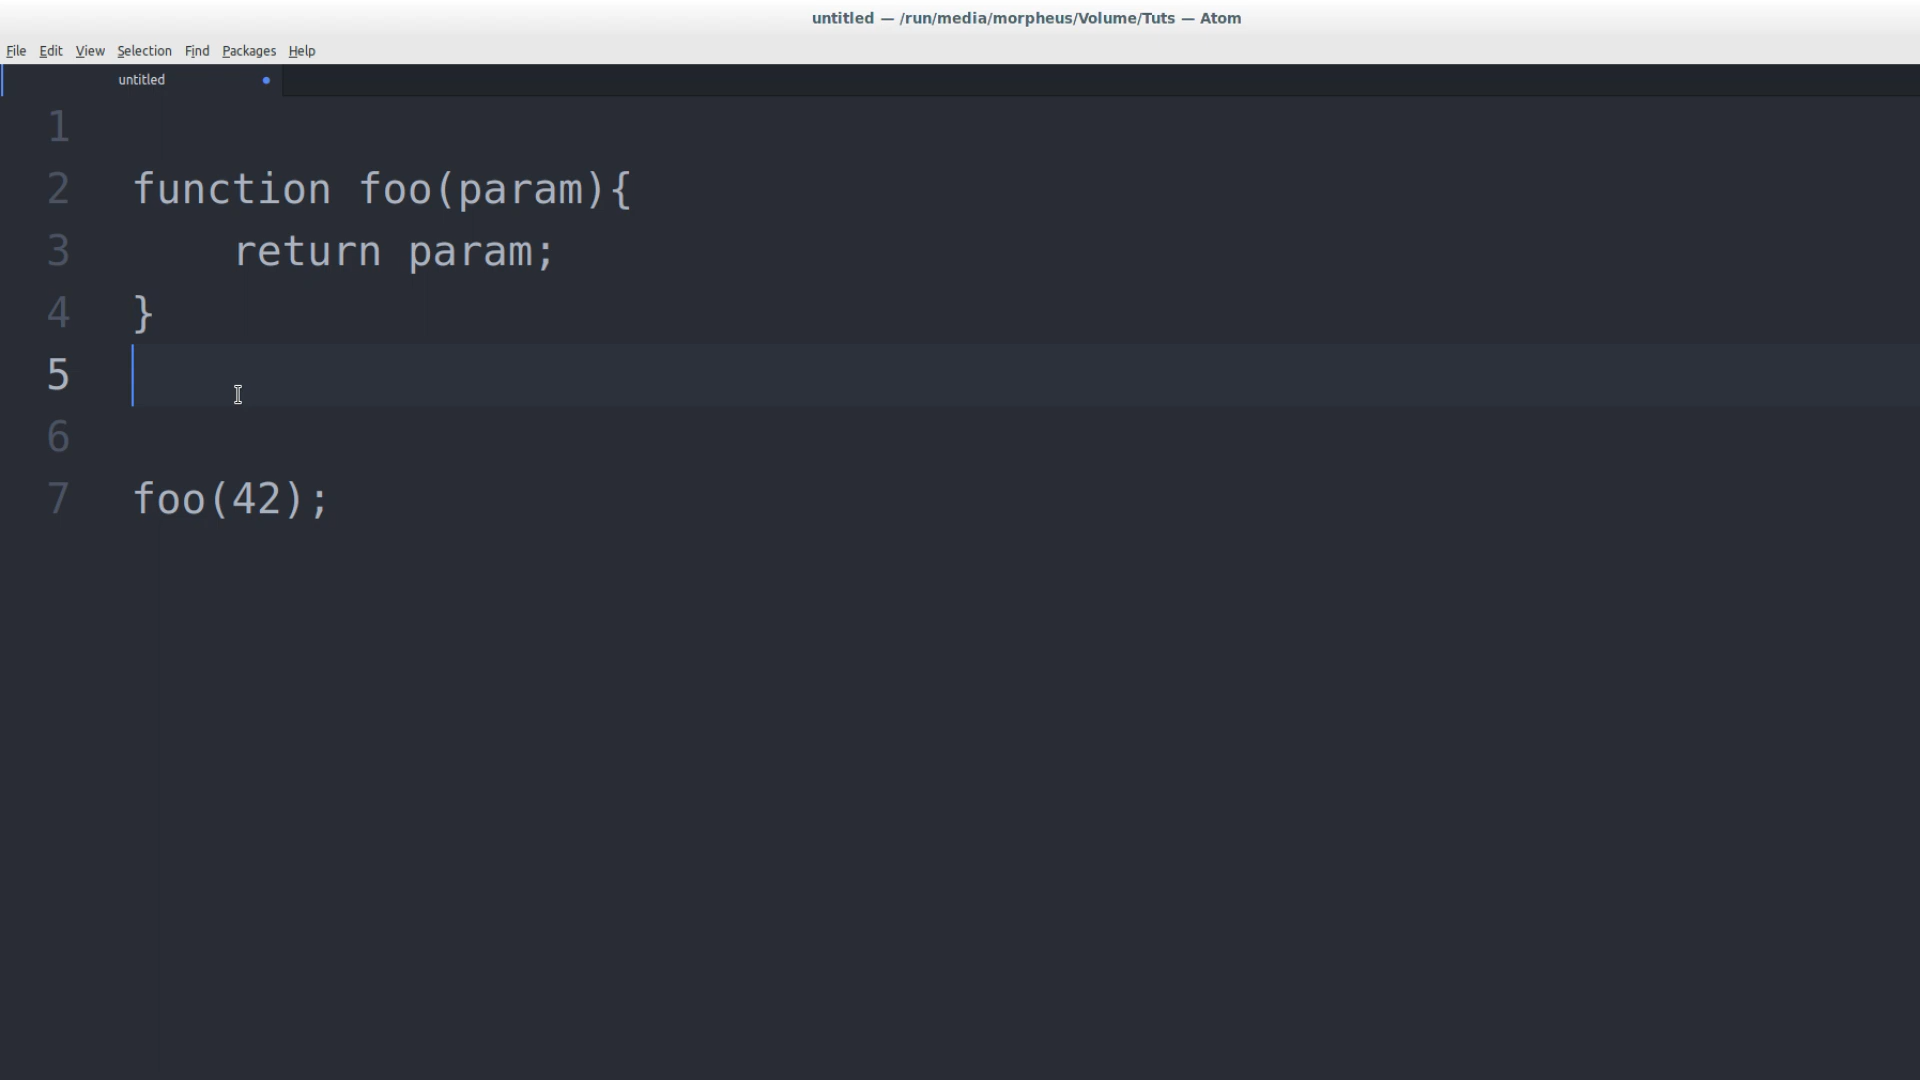 untitled — /run/media/morpheus/Volume/Tuts — Atom
File Edit View Selection Find Packages Help
untitled
1
2 function foo(param){
3     return param;
4 }
5
6
7 foo(42);